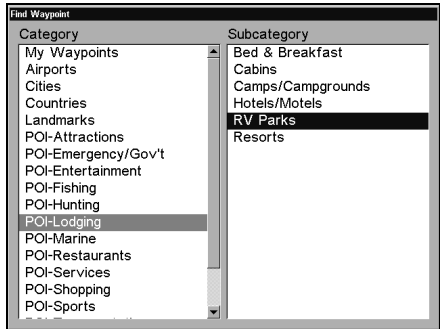 Find Waypoint
Category
My Waypoints
Airports
Cities
Countries
Landmarks
POI-Attractions
POI-Emergency/Gov't
POI-Entertainment
POI-Fishing
POI-Hunting
POI-Lodging
POI-Marine
POI-Restaurants
POI-Services
POI-Shopping
POI-Sports
Subcategory
Bed & Breakfast
Cabins
Camps/Campgrounds
Hotels/Motels
RV Parks
Resorts